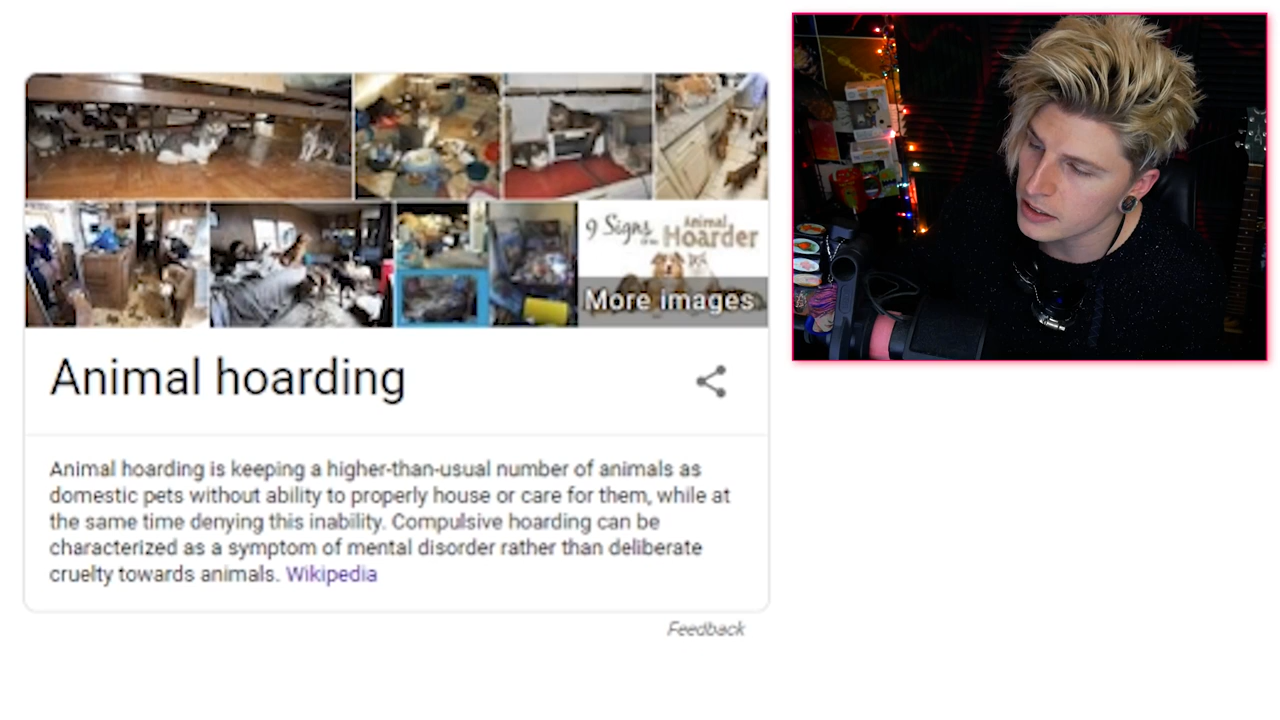 9 Signs of an Animal Hoarder
More images
Animal hoarding
Animal hoarding is keeping a higher-than-usual number of animals as
domestic pets without ability to properly house or care for them, while at
the same time denying this inability. Compulsive hoarding can be
characterized as a symptom of mental disorder rather than deliberate
cruelty towards animals. Wikipedia
Feedback